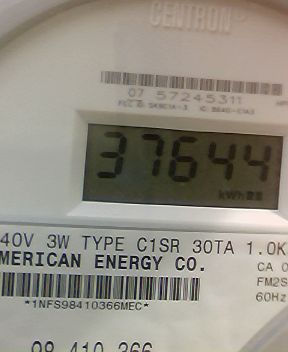 CENTRON
07 57245311
37644
kWh
40V 3W TYPE C1SR 30TA 1.0K
MERICAN ENERGY CO.
CA 0
FM2S
*1NFS98410366MEC*
60Hz
98 410 366